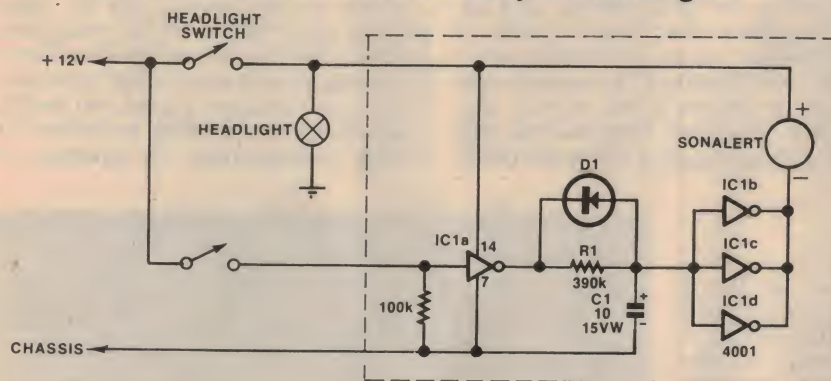 HEADLIGHT
SWITCH
+ 12V
HEADLIGHT
+
SONALERT
−
D1
IC1b
IC1a
14
7
R1
390k
IC1c
100k
C1
10
15VW
+
−
IC1d
4001
CHASSIS